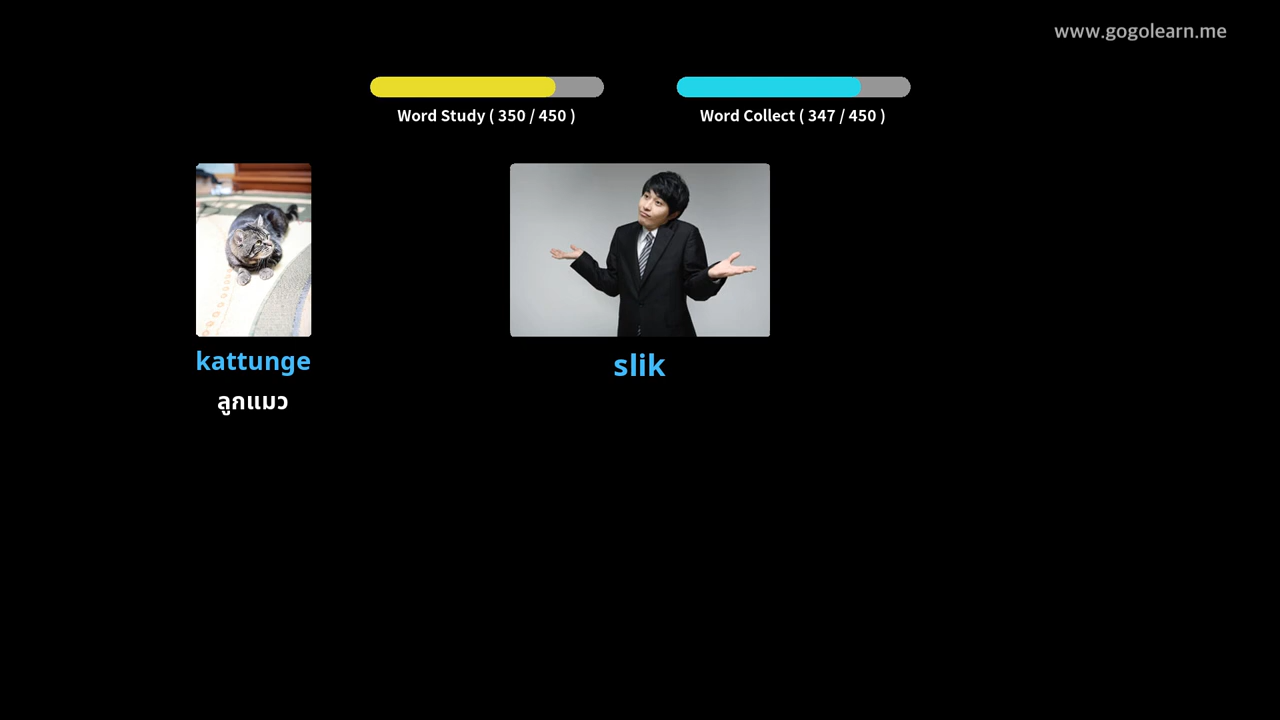 www.gogolearn.me
Word Study ( 350 / 450 )
Word Collect ( 347 / 450 )
kattunge
ลูกแมว
slik